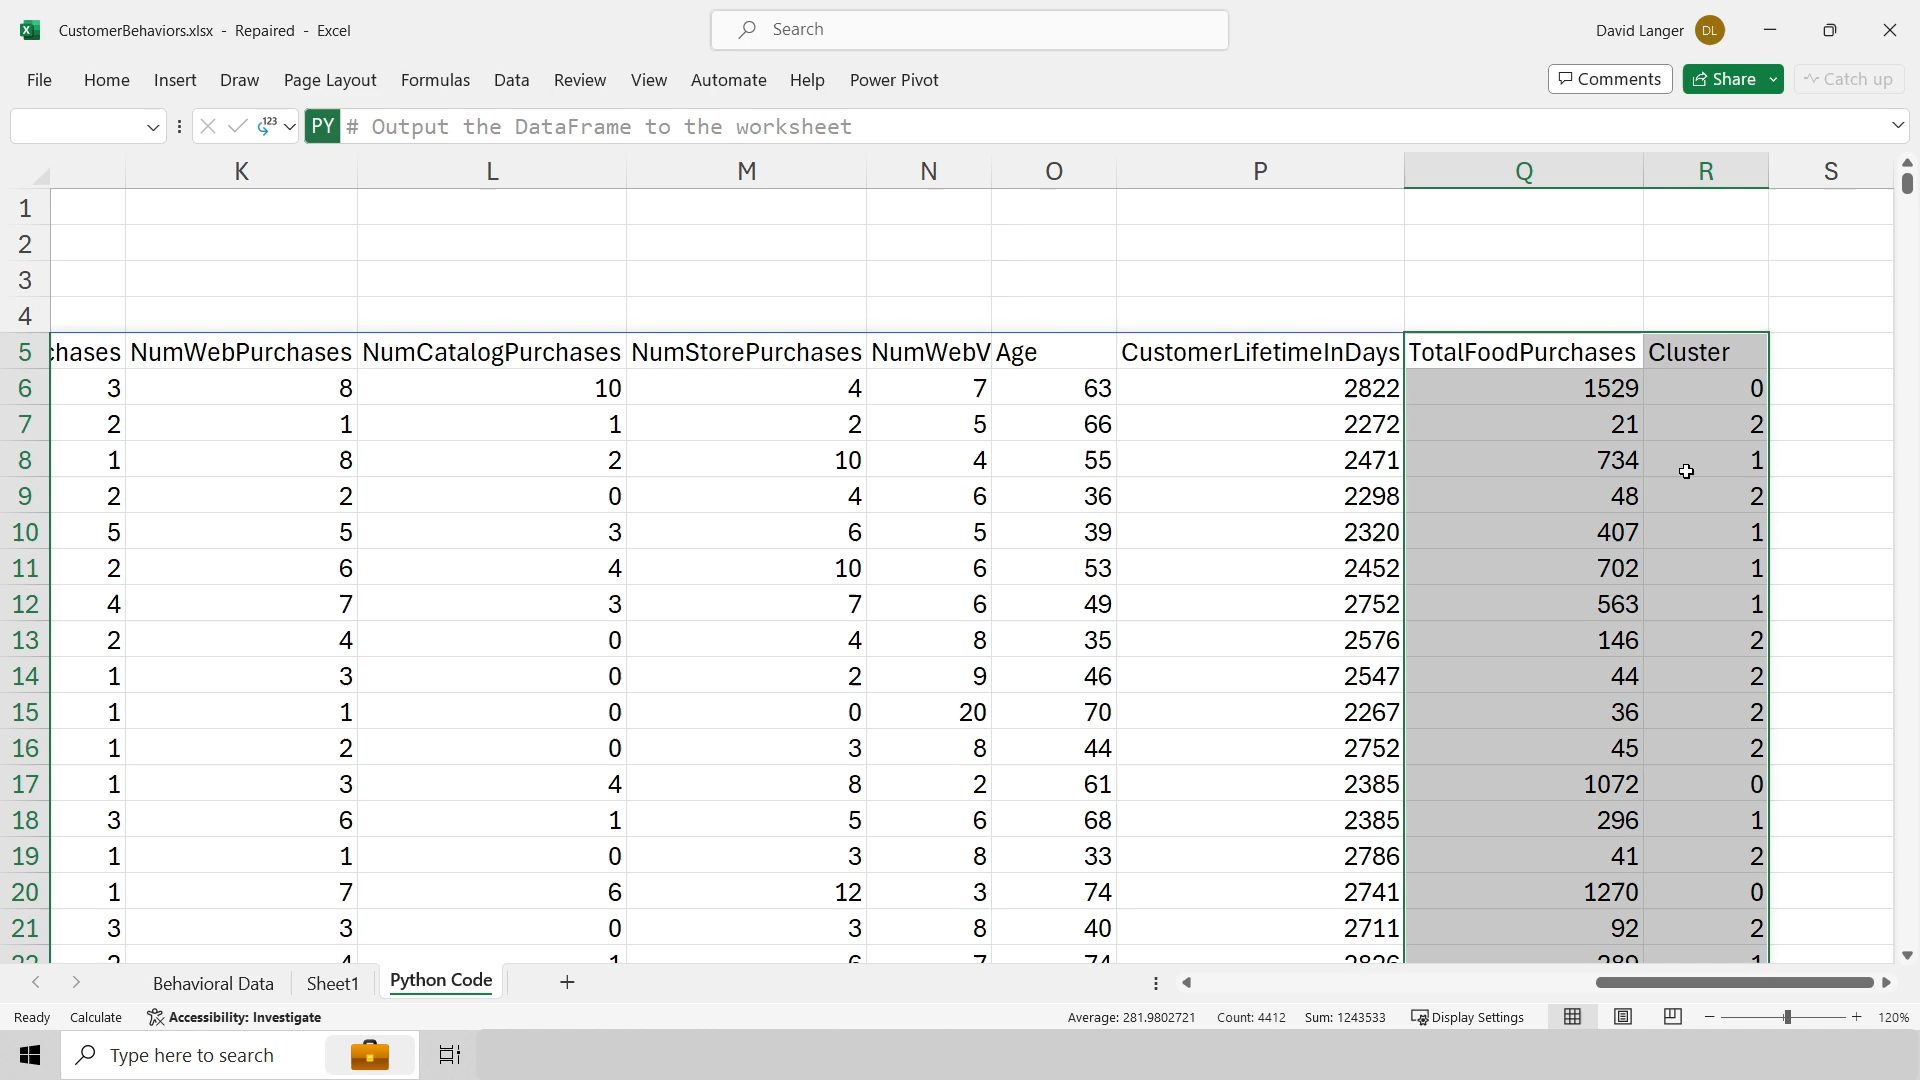 CustomerBehaviors.xlsx - Repaired - Excel
Search
David Langer DL
File Home Insert Draw Page Layout Formulas Data Review View Automate Help Power Pivot
Comments Share Catch up
123 PY # Output the DataFrame to the worksheet
K L M N O P Q R S
1
2
3
4
5 chases NumWebPurchases NumCatalogPurchases NumStorePurchases NumWebV Age CustomerLifetimeInDays TotalFoodPurchases Cluster
6 3 8 10 4 7 63 2822 1529 0
7 2 1 1 2 5 66 2272 21 2
8 1 8 2 10 4 55 2471 734 1
9 2 2 0 4 6 36 2298 48 2
10 5 5 3 6 5 39 2320 407 1
11 2 6 4 10 6 53 2452 702 1
12 4 7 3 7 6 49 2752 563 1
13 2 4 0 4 8 35 2576 146 2
14 1 3 0 2 9 46 2547 44 2
15 1 1 0 0 20 70 2267 36 2
16 1 2 0 3 8 44 2752 45 2
17 1 3 4 8 2 61 2385 1072 0
18 3 6 1 5 6 68 2385 296 1
19 1 1 0 3 8 33 2786 41 2
20 1 7 6 12 3 74 2741 1270 0
21 3 3 0 3 8 40 2711 92 2
22 2 4 1 6 7 74 2826 289 1
Behavioral Data Sheet1 Python Code
Ready Calculate Accessibility: Investigate Average: 281.9802721 Count: 4412 Sum: 1243533 Display Settings 120%
Type here to search